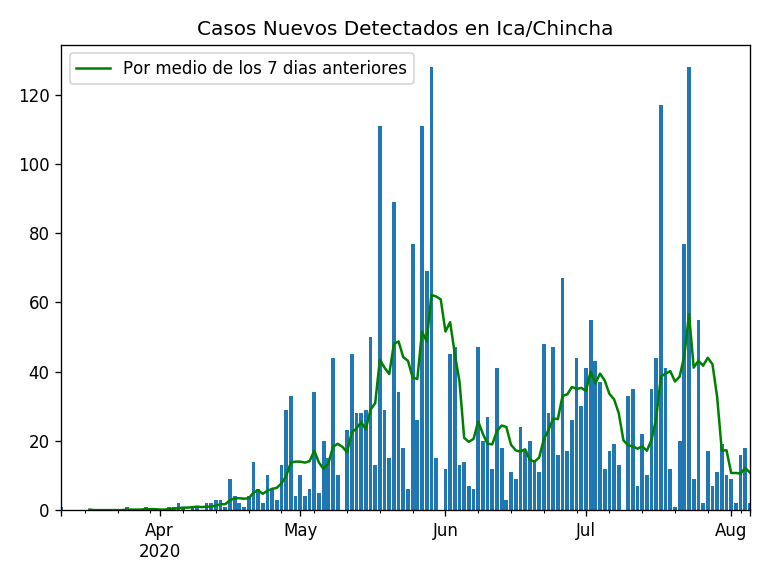 Casos Nuevos Detectados en Ica/Chincha
Por medio de los 7 dias anteriores
120
100
80
60
40
20
0
Apr
2020
May
Jun
Jul
Aug